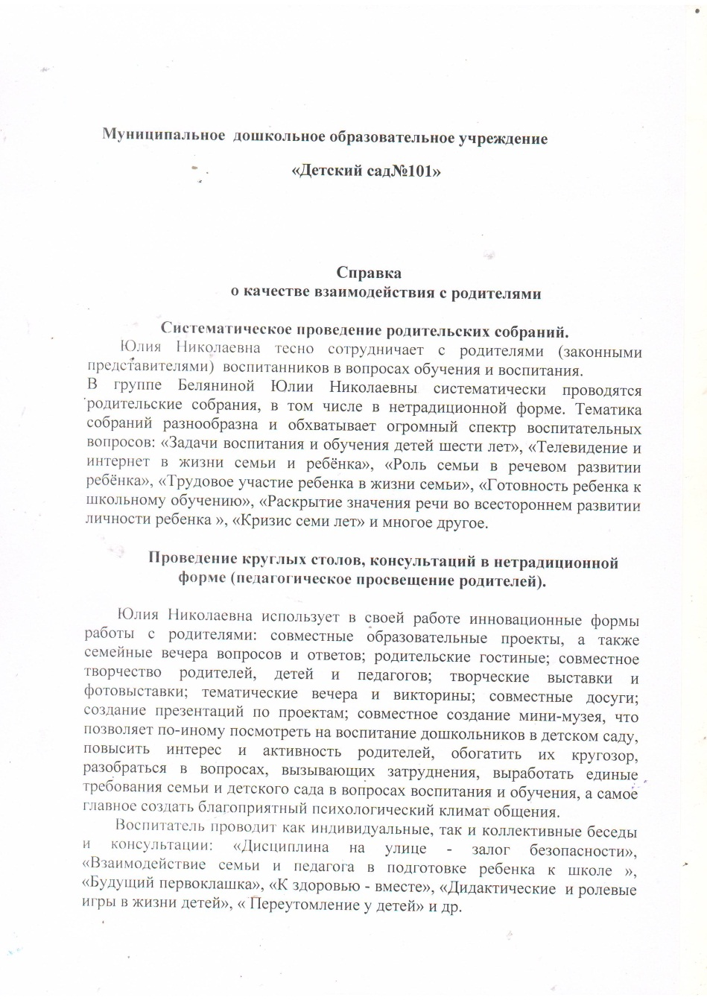 Муниципальное дошкольное образовательное учреждение
«Детский сад№101»
Справка
о качестве взаимодействия с родителями
Систематическое проведение родительских собраний.
Юлия Николаевна тесно сотрудничает с родителями (законными
представителями) воспитанников в вопросах обучения и воспитания.
В группе Беляниной Юлии Николаевны систематически проводятся
родительские собрания, в том числе в нетрадиционной форме. Тематика
собраний разнообразна и обхватывает огромный спектр воспитательных
вопросов: «Задачи воспитания и обучения детей шести лет», «Телевидение и
интернет в жизни семьи и ребёнка», «Роль семьи в речевом развитии
ребёнка», «Трудовое участие ребенка в жизни семьи», «Готовность ребенка к
школьному обучению», «Раскрытие значения речи во всестороннем развитии
личности ребенка », «Кризис семи лет» и многое другое.
Проведение круглых столов, консультаций в нетрадиционной
форме (педагогическое просвещение родителей).
Юлия Николаевна использует в своей работе инновационные формы
работы с родителями: совместные образовательные проекты, а также
семейные вечера вопросов и ответов; родительские гостиные; совместное
творчество родителей, детей и педагогов; творческие выставки и
фотовыставки; тематические вечера и викторины; совместные досуги;
создание презентаций по проектам; совместное создание мини-музея, что
позволяет по-иному посмотреть на воспитание дошкольников в детском саду,
повысить интерес и активность родителей, обогатить их кругозор,
разобраться в вопросах, вызывающих затруднения, выработать единые
требования семьи и детского сада в вопросах воспитания и обучения, а самое
главное создать благоприятный психологический климат общения.
Воспитатель проводит как индивидуальные, так и коллективные беседы
и консультации: «Дисциплина на улице - залог безопасности»,
«Взаимодействие семьи и педагога в подготовке ребенка к школе »,
«Будущий первоклашка», «К здоровью - вместе», «Дидактические и ролевые
игры в жизни детей», « Переутомление у детей» и др.